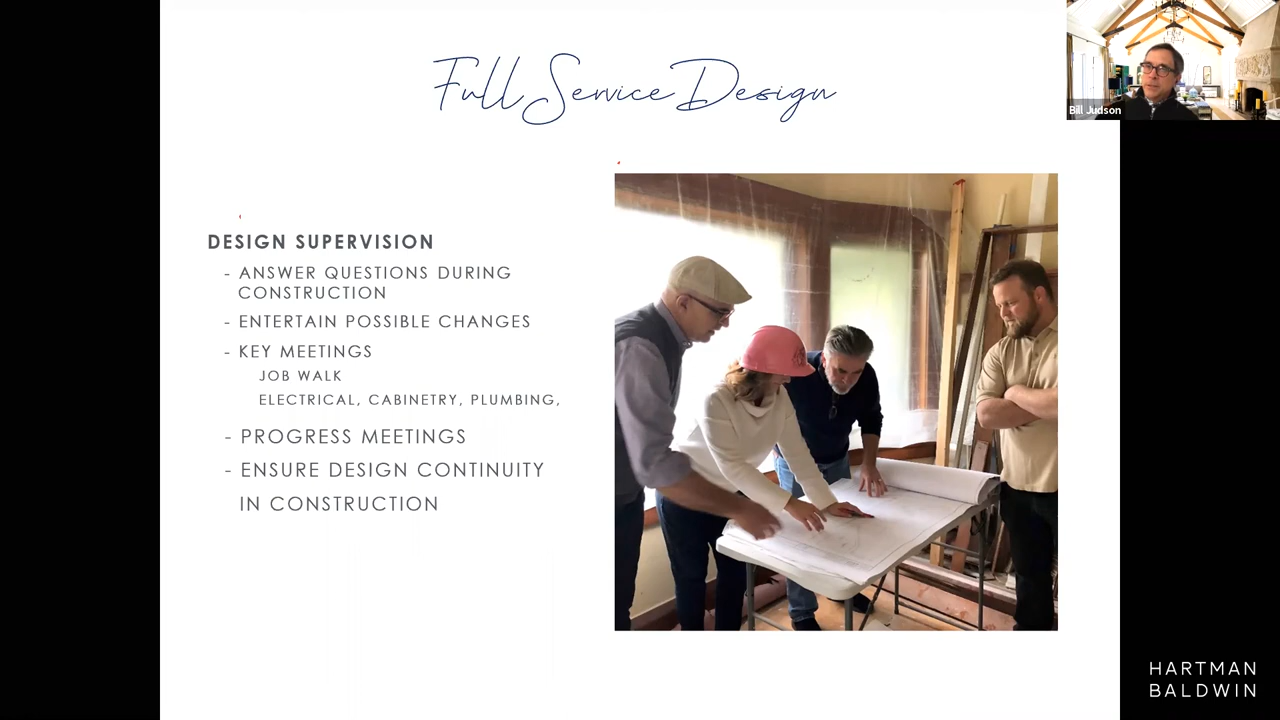 Full Service Design
Bill Judson
DESIGN SUPERVISION
- ANSWER QUESTIONS DURING
CONSTRUCTION
- ENTERTAIN POSSIBLE CHANGES
- KEY MEETINGS
JOB WALK
ELECTRICAL, CABINETRY, PLUMBING,
- PROGRESS MEETINGS
- ENSURE DESIGN CONTINUITY
IN CONSTRUCTION
HARTMAN
BALDWIN